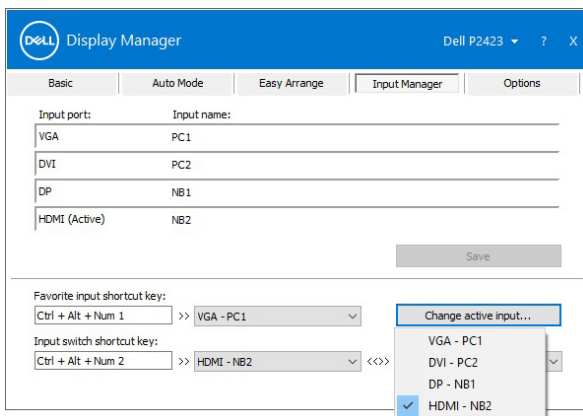 DELL Display Manager Dell P2423 ? X
Basic Auto Mode Easy Arrange Input Manager Options
Input port: Input name:
VGA PC1
DVI PC2
DP NB1
HDMI (Active) NB2
Save
Favorite input shortcut key:
Ctrl + Alt + Num 1 >> VGA - PC1 Change active input...
Input switch shortcut key:
Ctrl + Alt + Num 2 >> HDMI - NB2 <<>>
VGA - PC1
DVI - PC2
DP - NB1
HDMI - NB2